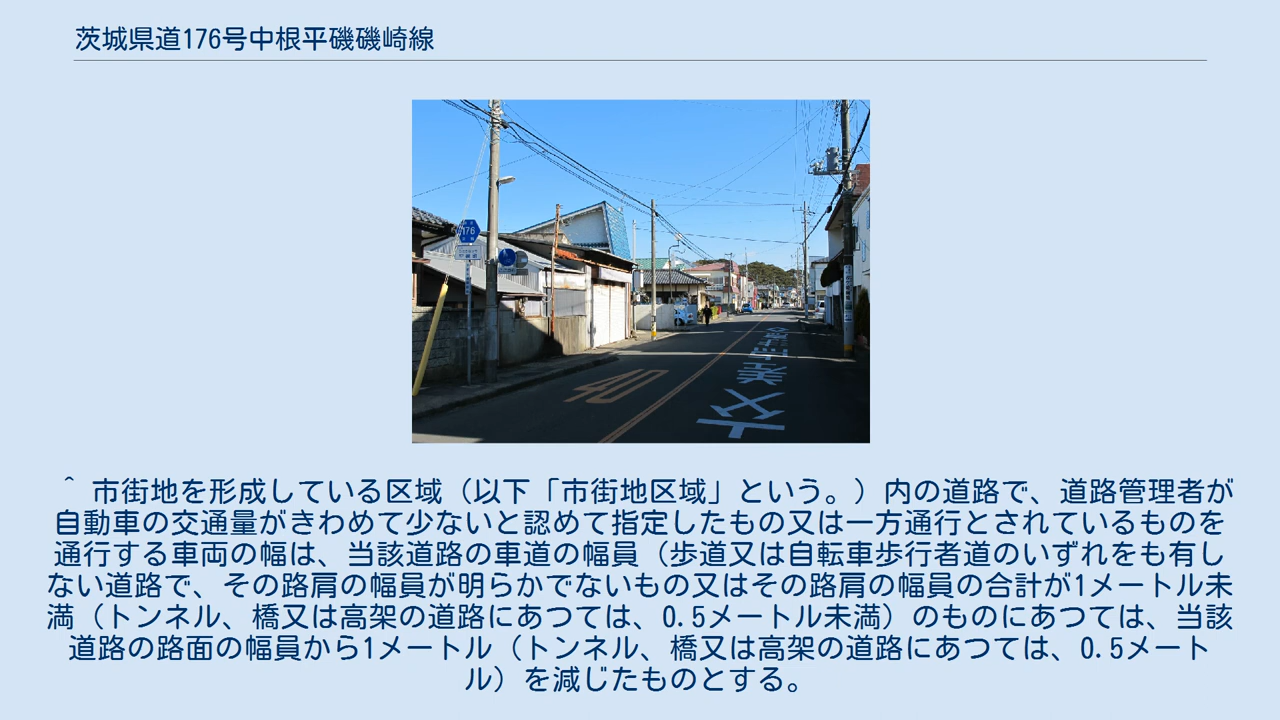 茨城県道176号中根平磯磯崎線
176
40
交
^ 市街地を形成している区域（以下「市街地区域」という。）内の道路で、道路管理者が
自動車の交通量がきわめて少ないと認めて指定したもの又は一方通行とされているものを
通行する車両の幅は、当該道路の車道の幅員（歩道又は自転車歩行者道のいずれをも有し
ない道路で、その路肩の幅員が明らかでないもの又はその路肩の幅員の合計が1メートル未
満（トンネル、橋又は高架の道路にあつては、0.5メートル未満）のものにあつては、当該
道路の路面の幅員から1メートル（トンネル、橋又は高架の道路にあつては、0.5メート
ル）を減じたものとする。